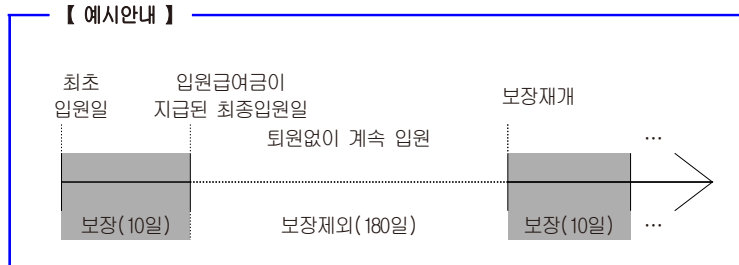 【 예시안내 】
최초
입원일
입원급여금이
지급된 최종입원일
보장재개
퇴원없이 계속 입원
…
보장(10일)
보장제외(180일)
보장(10일)
…